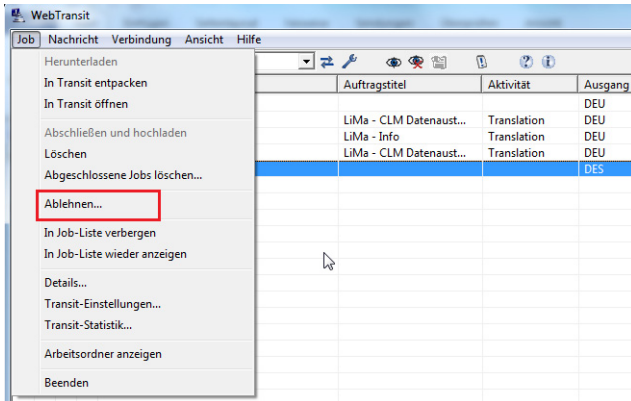 WebTransit
Job Nachricht Verbindung Ansicht Hilfe
Herunterladen
In Transit entpacken
In Transit öffnen
Abschließen und hochladen
Löschen
Abgeschlossene Jobs löschen...
Ablehnen...
In Job-Liste verbergen
In Job-Liste wieder anzeigen
Details...
Transit-Einstellungen...
Transit-Statistik...
Arbeitsordner anzeigen
Beenden
Auftragstitel Aktivität Ausgang
DEU
LiMa - CLM Datenaust... Translation DEU
LiMa - Info Translation DEU
LiMa - CLM Datenaust... Translation DEU
DES